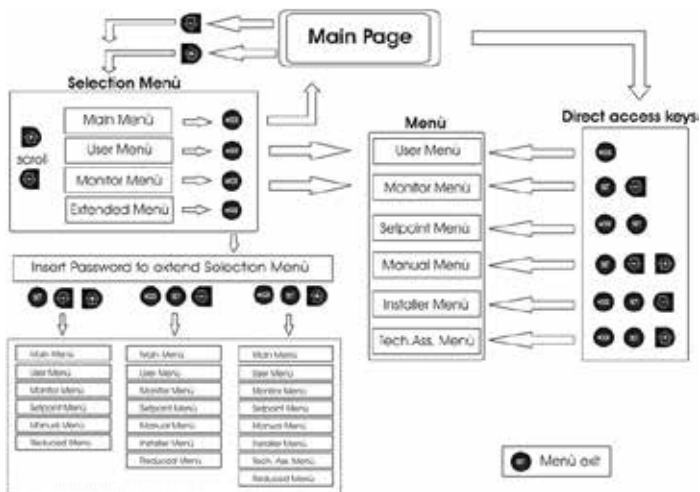 Main Page
Selection Menù
Direct access keys
Menù
Main Menù
User Menù
scroll
Monitor Menù
Extended Menù
User Menù
Monitor Menù
Setpoint Menù
Manual Menù
Installer Menù
Tech.Ass. Menù
Insert Password to extend Selection Menù
Main Menù
User Menù
Monitor Menù
Setpoint Menù
Manual Menù
Reduced Menù
Main Menù
User Menù
Monitor Menù
Setpoint Menù
Manual Menù
Installer Menù
Reduced Menù
Main Menù
User Menù
Monitor Menù
Setpoint Menù
Manual Menù
Installer Menù
Tech. Ass. Menù
Reduced Menù
Menù exit